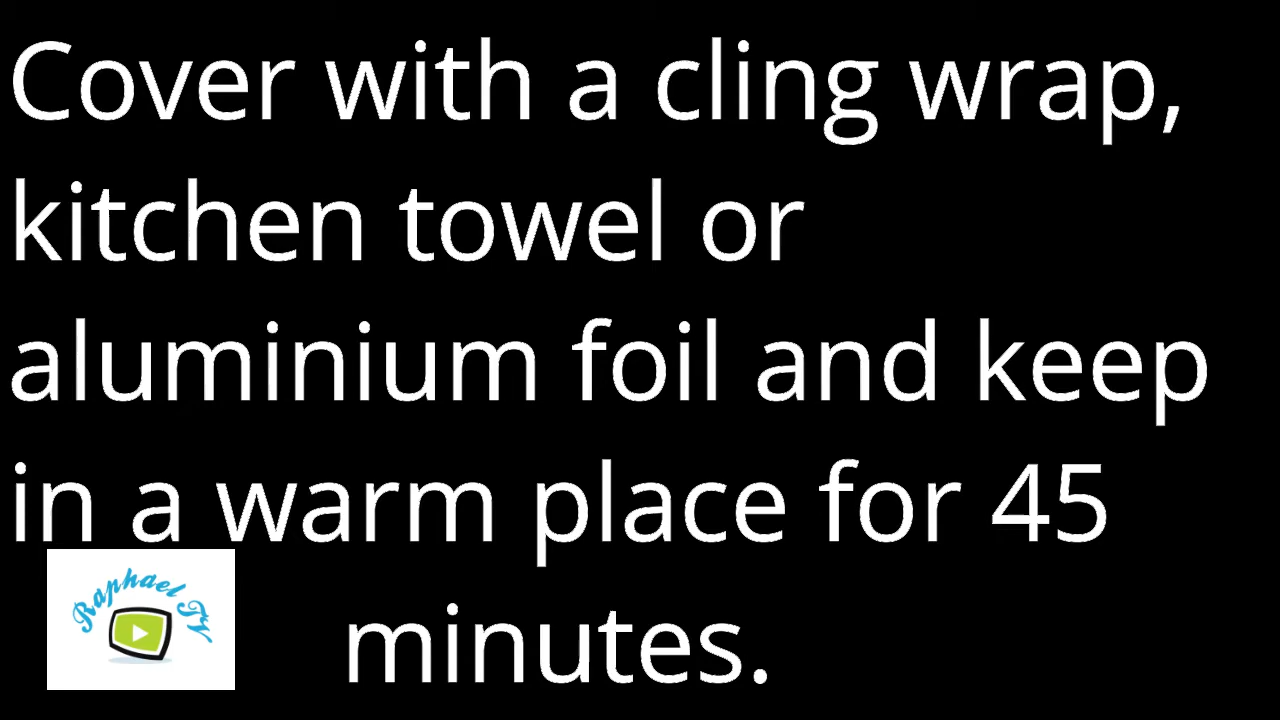 Cover with a cling wrap,
kitchen towel or
aluminium foil and keep
in a warm place for 45
minutes.
Raphael TV